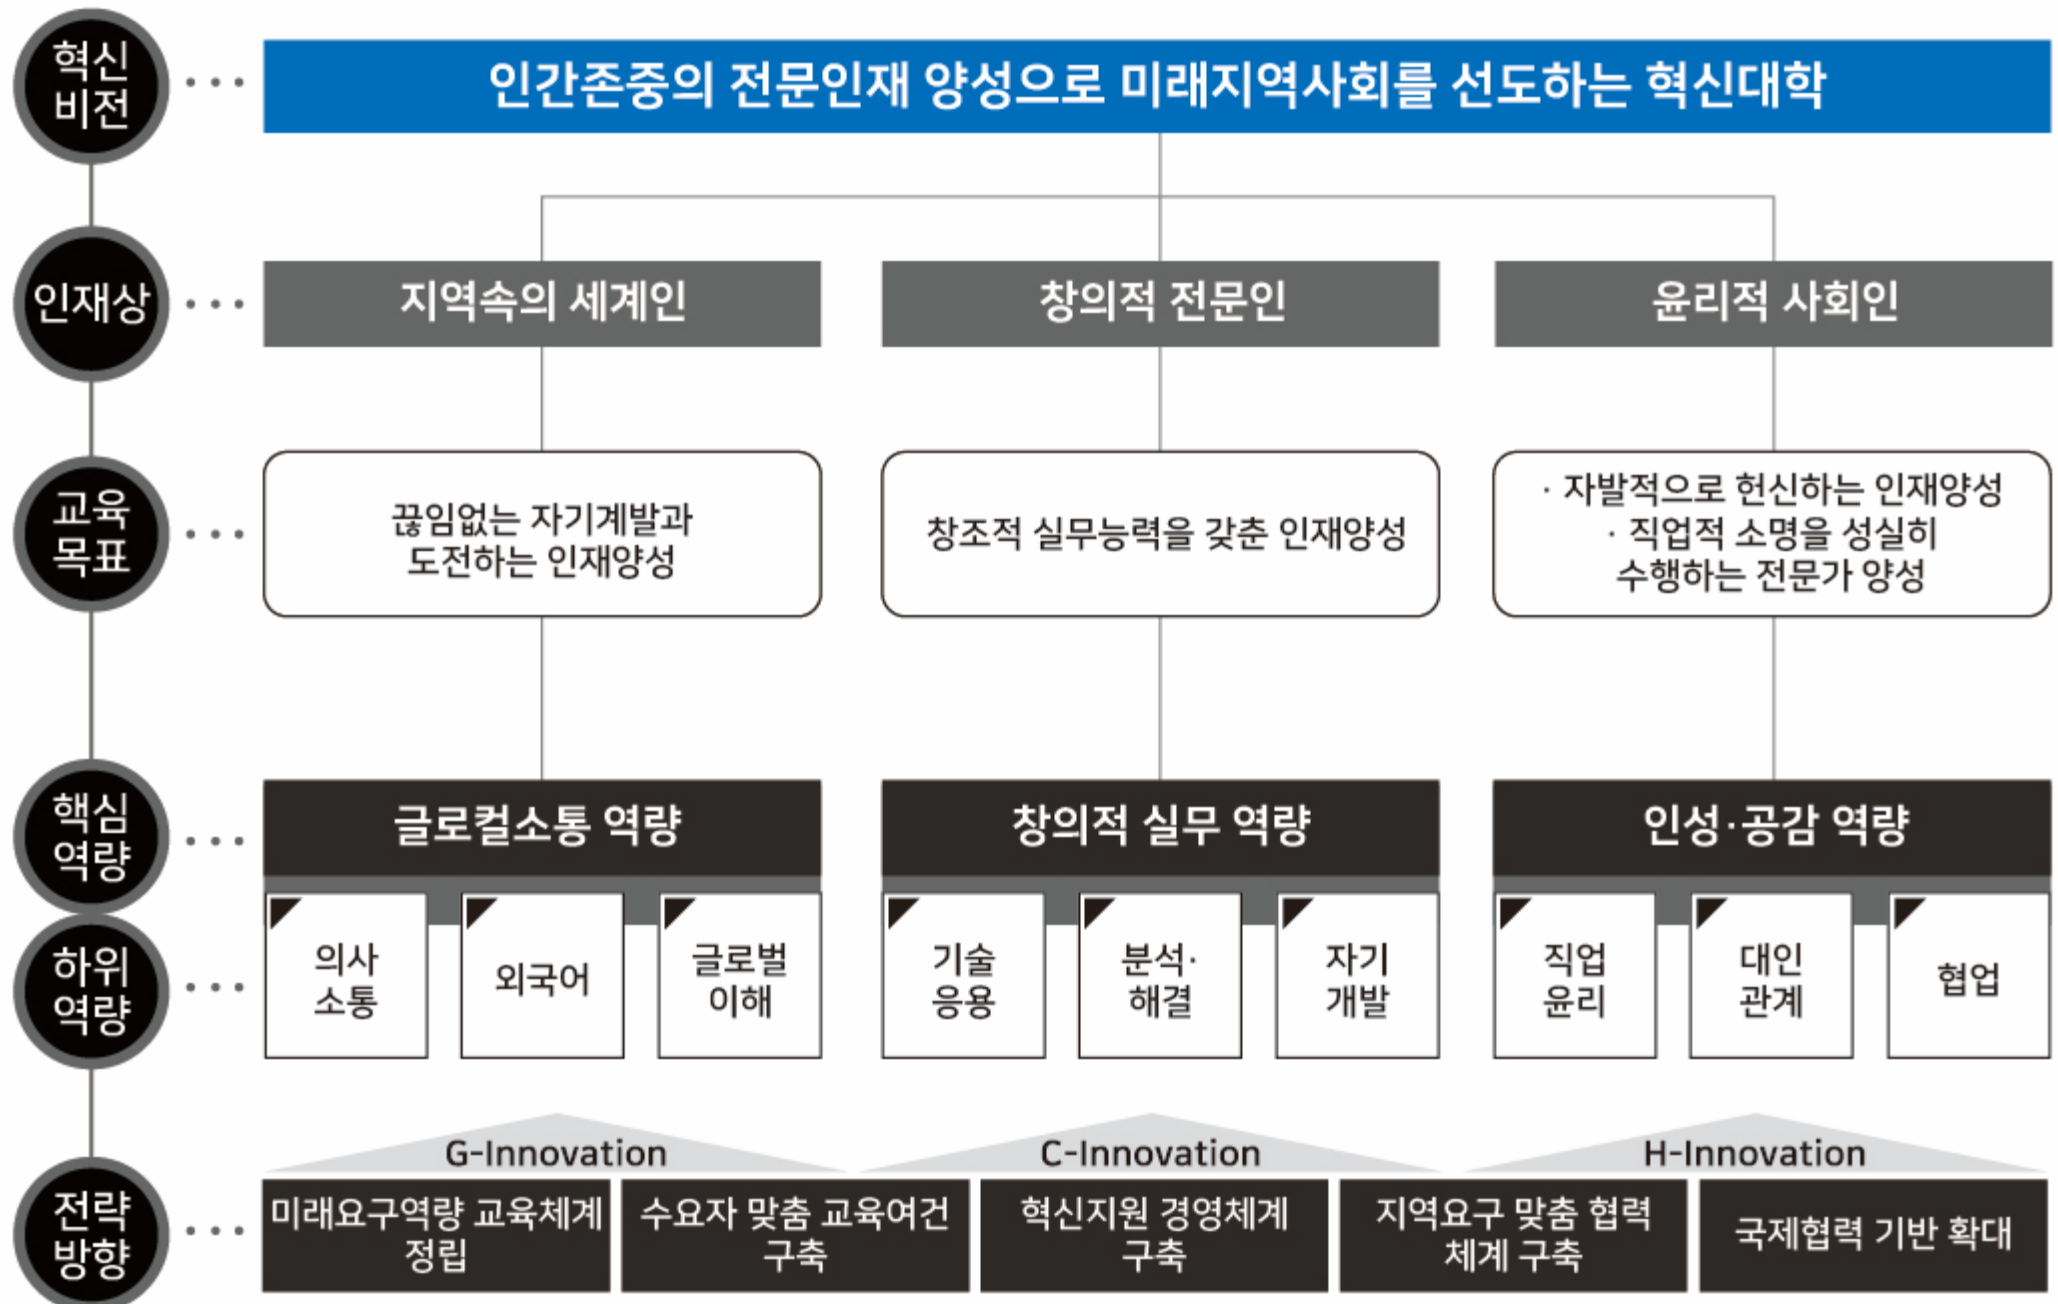 혁신
비전
인간존중의 전문인재 양성으로 미래지역사회를 선도하는 혁신대학
인재상
지역속의 세계인
창의적 전문인
윤리적 사회인
교육
목표
끊임없는 자기계발과
도전하는 인재양성
창조적 실무능력을 갖춘 인재양성
· 자발적으로 헌신하는 인재양성
· 직업적 소명을 성실히
수행하는 전문가 양성
핵심
역량
글로컬소통 역량
창의적 실무 역량
인성·공감 역량
하위
역량
의사
소통
외국어
글로벌
이해
기술
응용
분석·
해결
자기
개발
직업
윤리
대인
관계
협업
G-Innovation
C-Innovation
H-Innovation
전략
방향
미래요구역량 교육체계
정립
수요자 맞춤 교육여건
구축
혁신지원 경영체계
구축
지역요구 맞춤 협력
체계 구축
국제협력 기반 확대